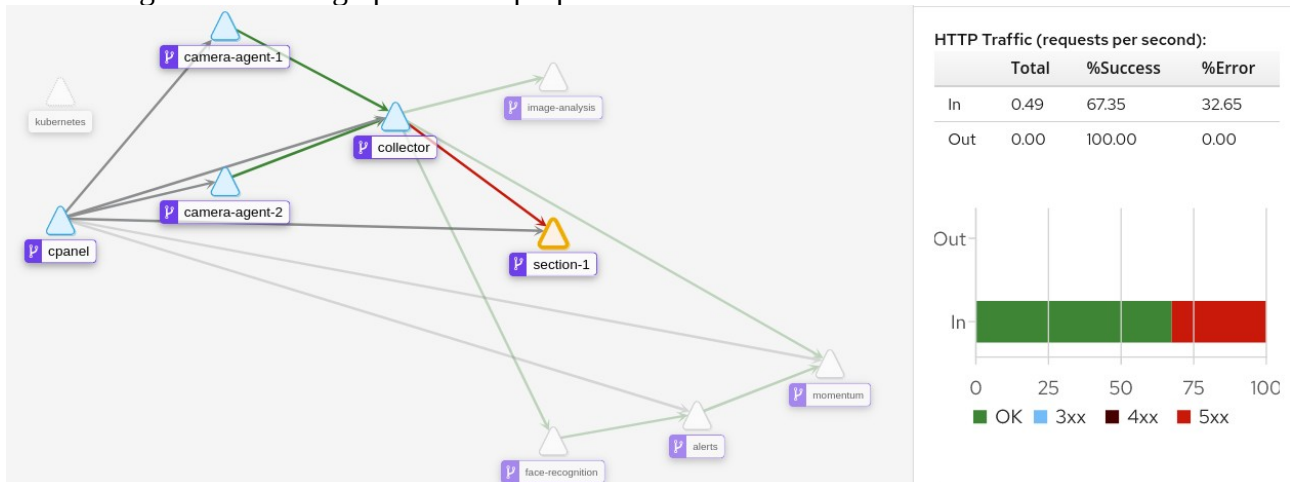 camera-agent-1
kubernetes
image-analysis
collector
camera-agent-2
cpanel
section-1
momentum
alerts
face-recognition
HTTP Traffic (requests per second):
Total %Success %Error
In 0.49 67.35 32.65
Out 0.00 100.00 0.00
Out
In
0 25 50 75 100
OK 3xx 4xx 5xx